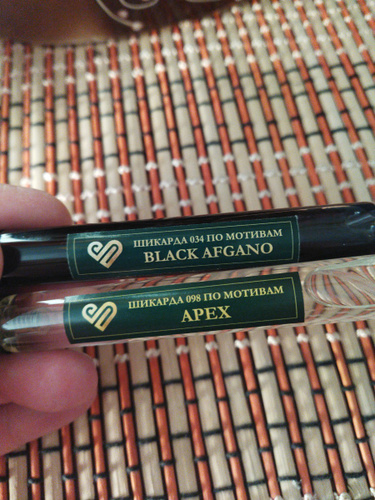 ШИКАРДА 034 ПО МОТИВАМ
BLACK AFGANO
ШИКАРДА 098 ПО МОТИВАМ
APEX